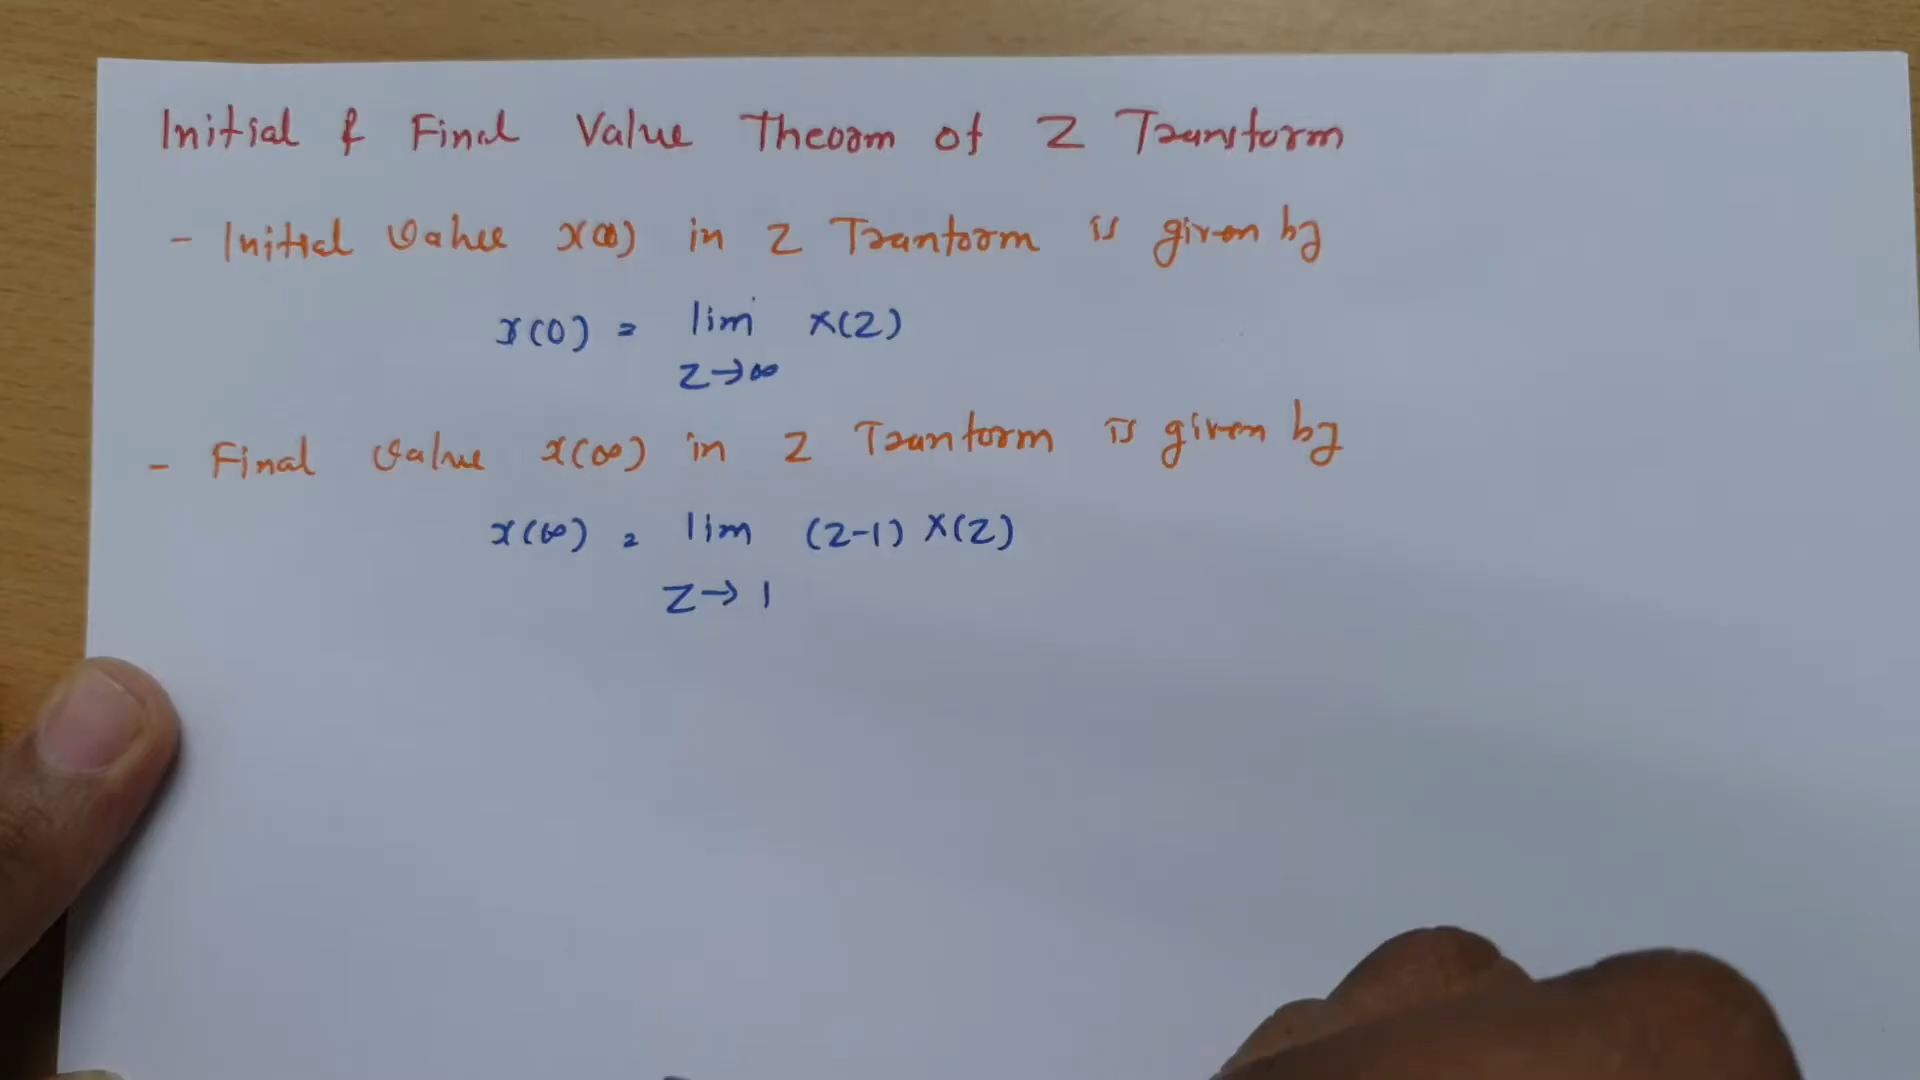 Initial & Final Value Theorm of Z Transform
- Initial Value x(0) in Z Tranform is given by
x(0) = lim X(Z)
Z→∞
- Final Value x(∞) in Z Tranform is given by
x(∞) = lim (Z-1) X(Z)
Z→1